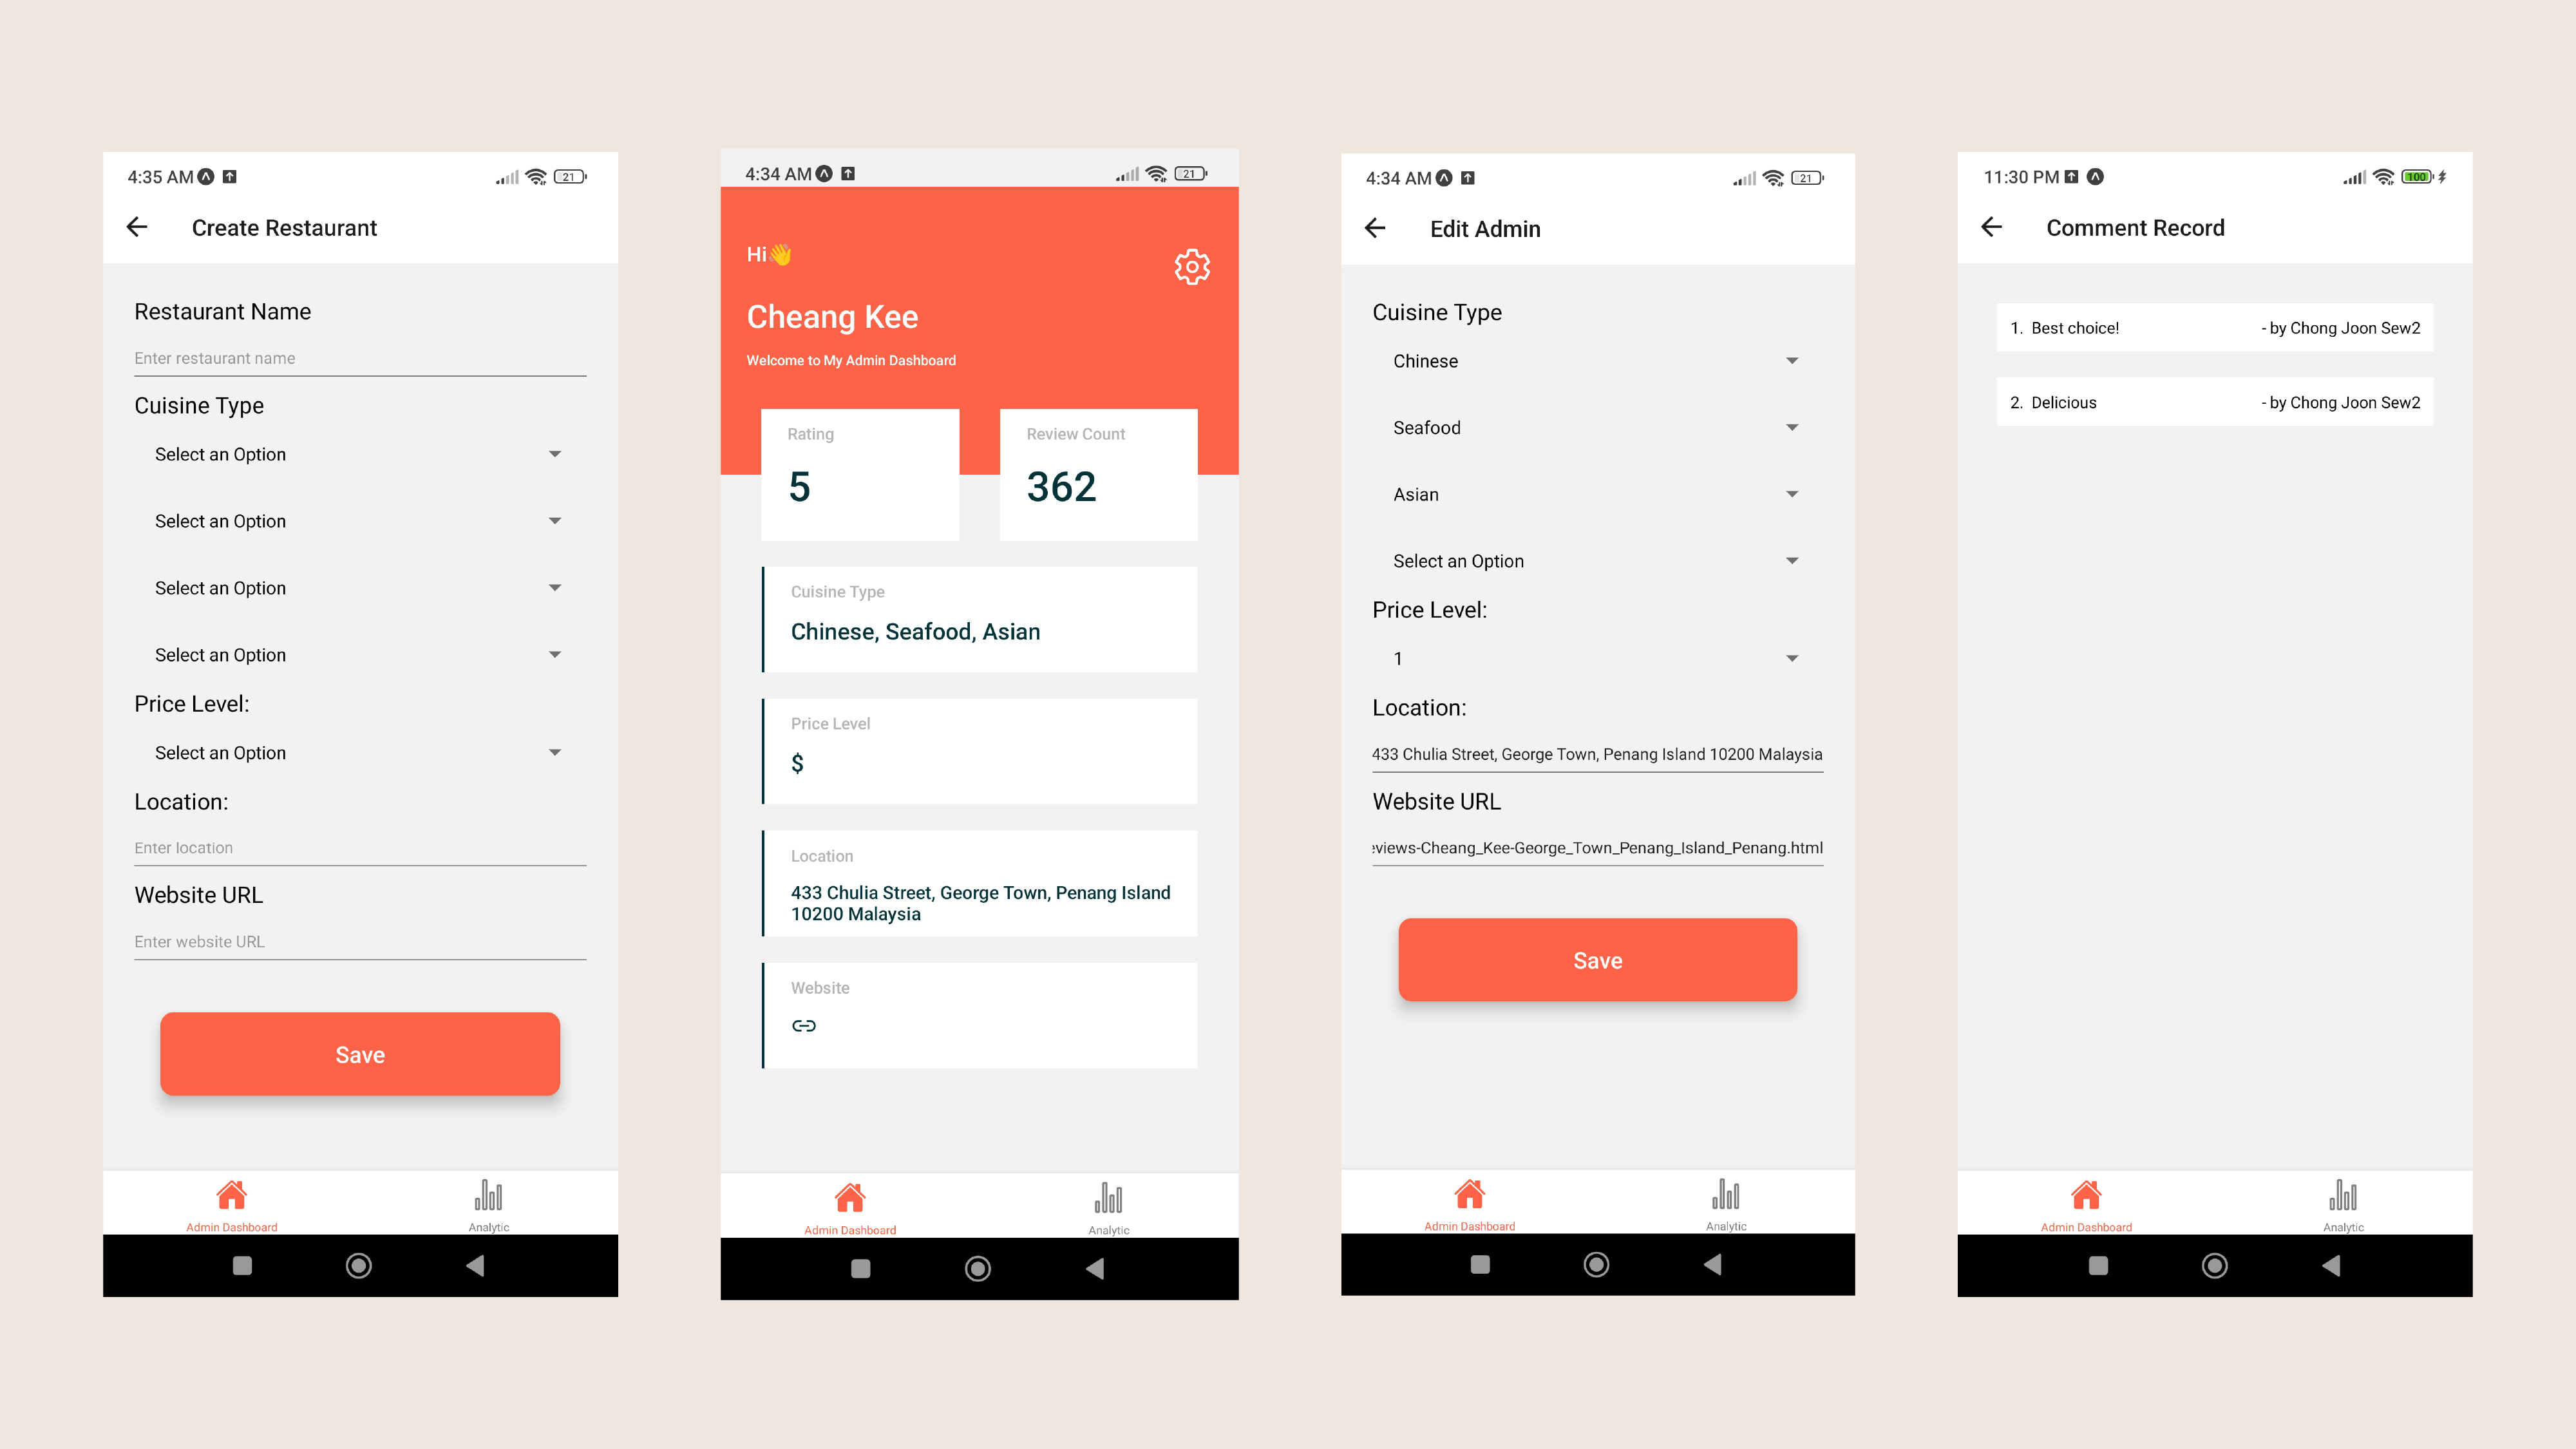 4:35 AM
21
Create Restaurant
Restaurant Name
Enter restaurant name
Cuisine Type
Select an Option
Select an Option
Select an Option
Select an Option
Price Level:
Select an Option
Location:
Enter location
Website URL
Enter website URL
Save
Admin Dashboard
Analytic
4:34 AM
21
Hi👋
Cheang Kee
Welcome to My Admin Dashboard
Rating
5
Review Count
362
Cuisine Type
Chinese, Seafood, Asian
Price Level
$
Location
433 Chulia Street, George Town, Penang Island
10200 Malaysia
Website
Admin Dashboard
Analytic
4:34 AM
21
Edit Admin
Cuisine Type
Chinese
Seafood
Asian
Select an Option
Price Level:
1
Location:
433 Chulia Street, George Town, Penang Island 10200 Malaysia
Website URL
views-Cheang_Kee-George_Town_Penang_Island_Penang.html
Save
Admin Dashboard
Analytic
11:30 PM
100
Comment Record
1. Best choice! - by Chong Joon Sew2
2. Delicious - by Chong Joon Sew2
Admin Dashboard
Analytic